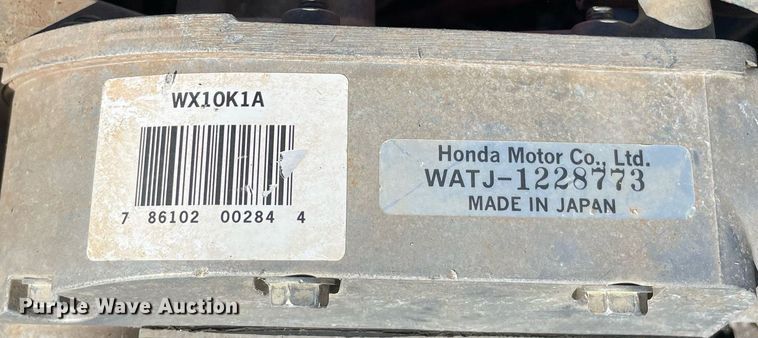 WX10K1A
7 86102 00284 4
Honda Motor Co., Ltd.
WATJ-1228773
MADE IN JAPAN
Purple Wave Auction